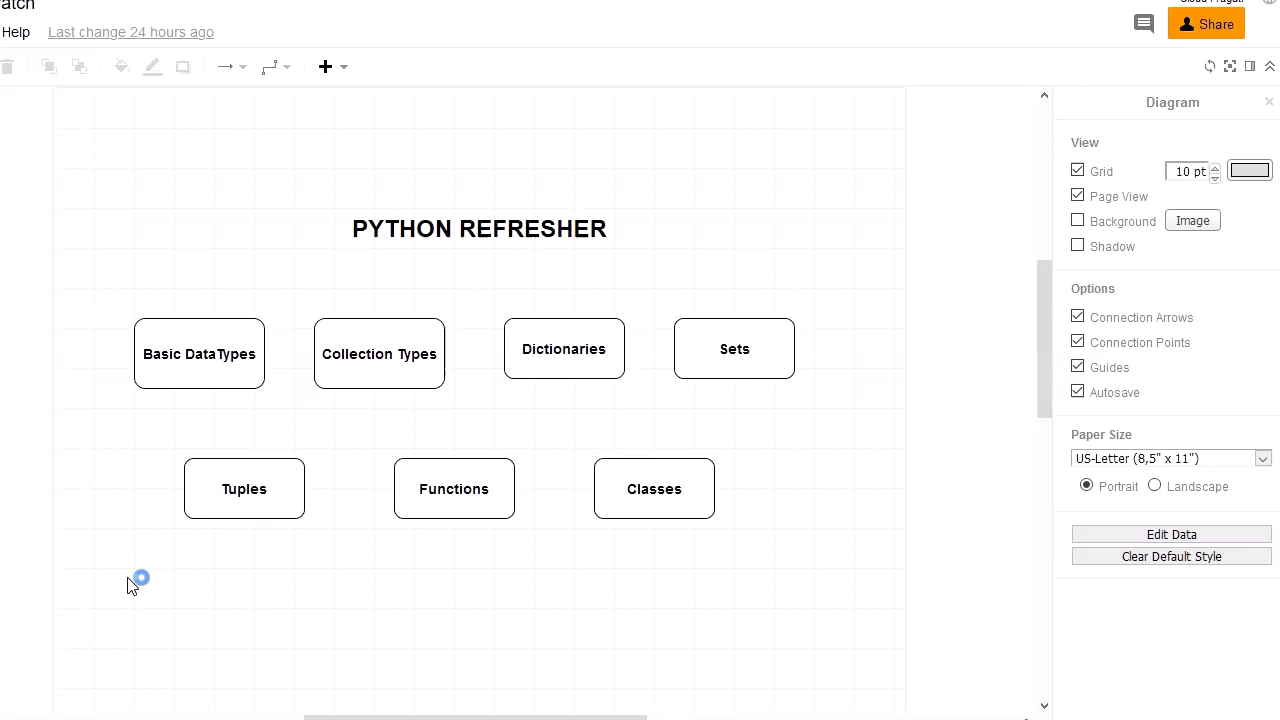 atch
Help
Last change 24 hours ago
Share
Diagram
View
Grid
10 pt
Page View
Background
Image
Shadow
PYTHON REFRESHER
Options
Basic DataTypes
Collection Types
Dictionaries
Sets
Connection Arrows
Connection Points
Guides
Autosave
Paper Size
US-Letter (8,5" x 11")
Portrait
Landscape
Tuples
Functions
Classes
Edit Data
Clear Default Style